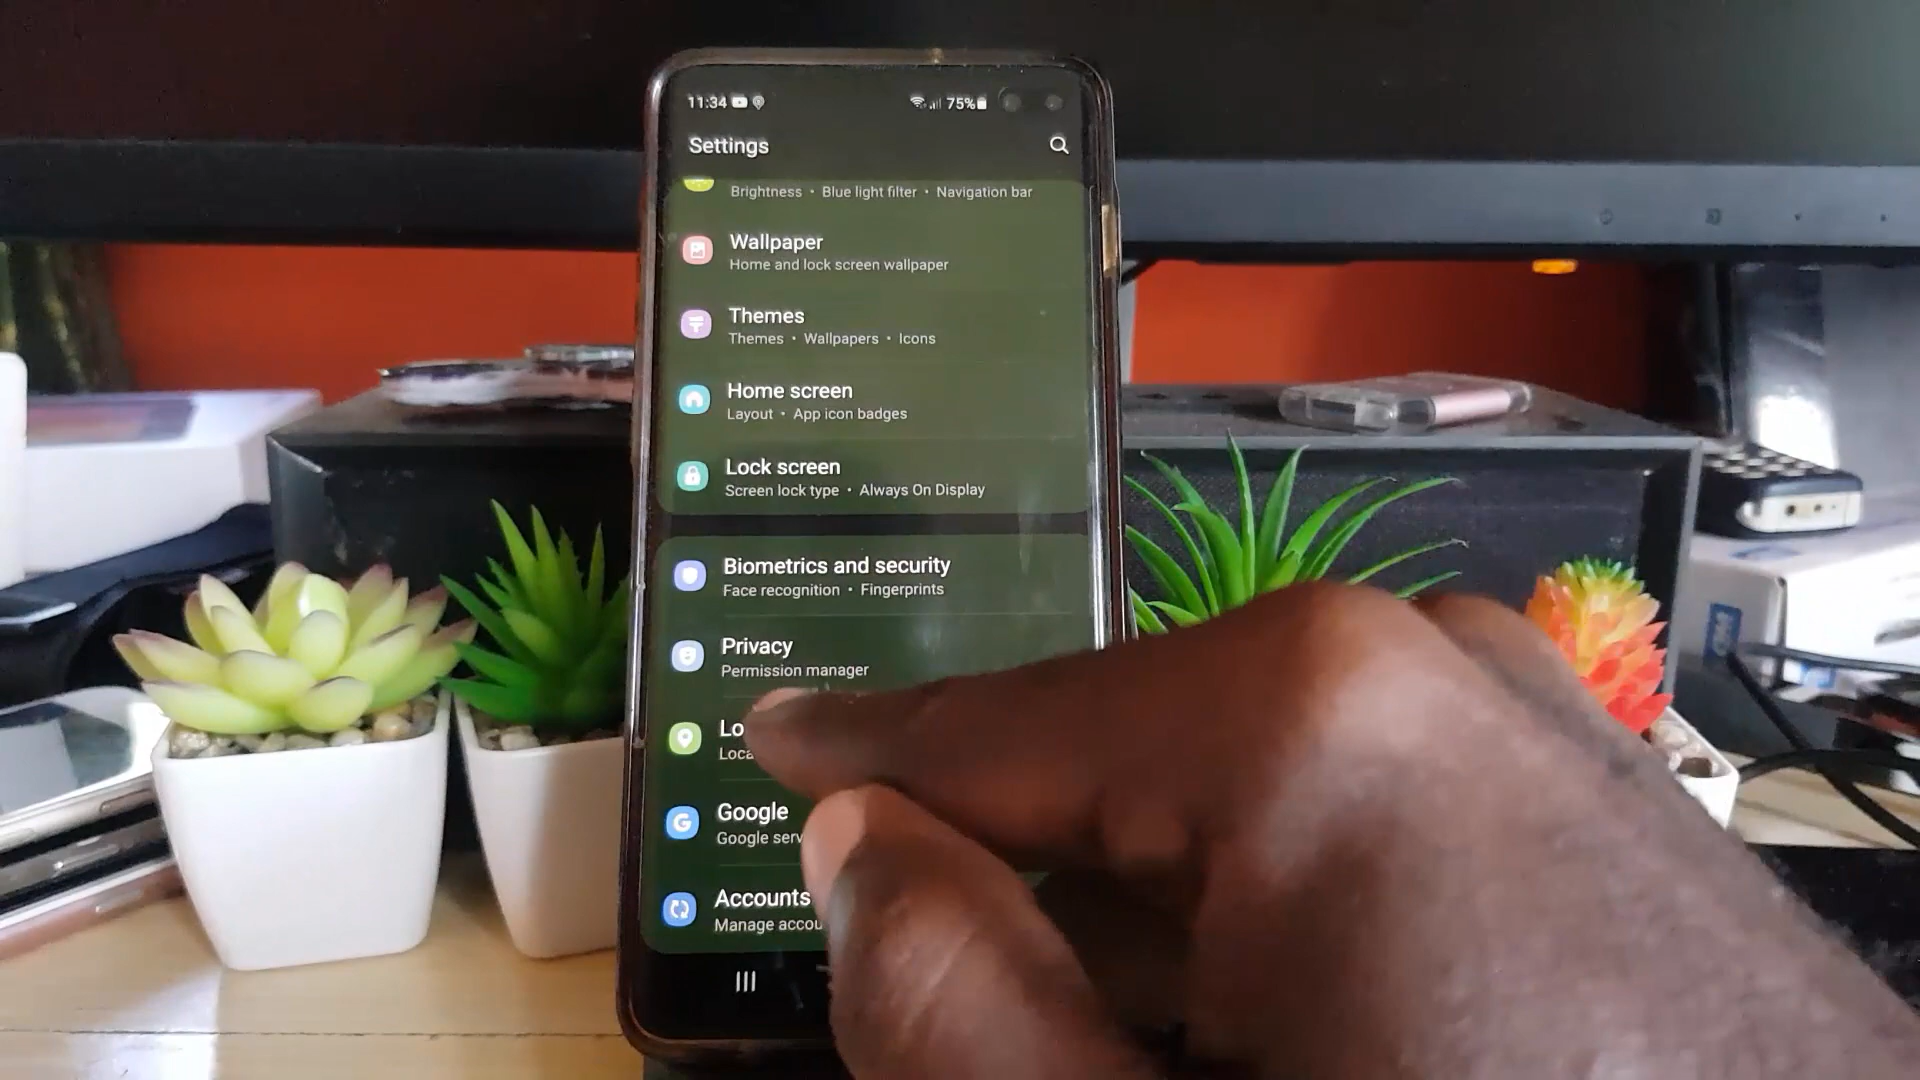 11:34
75%
Settings
Brightness • Blue light filter • Navigation bar
Wallpaper
Home and lock screen wallpaper
Themes
Themes • Wallpapers • Icons
Home screen
Layout • App icon badges
Lock screen
Screen lock type • Always On Display
Biometrics and security
Face recognition • Fingerprints
Privacy
Permission manager
Lo
Loca
Google
Google serv
Accounts
Manage accou